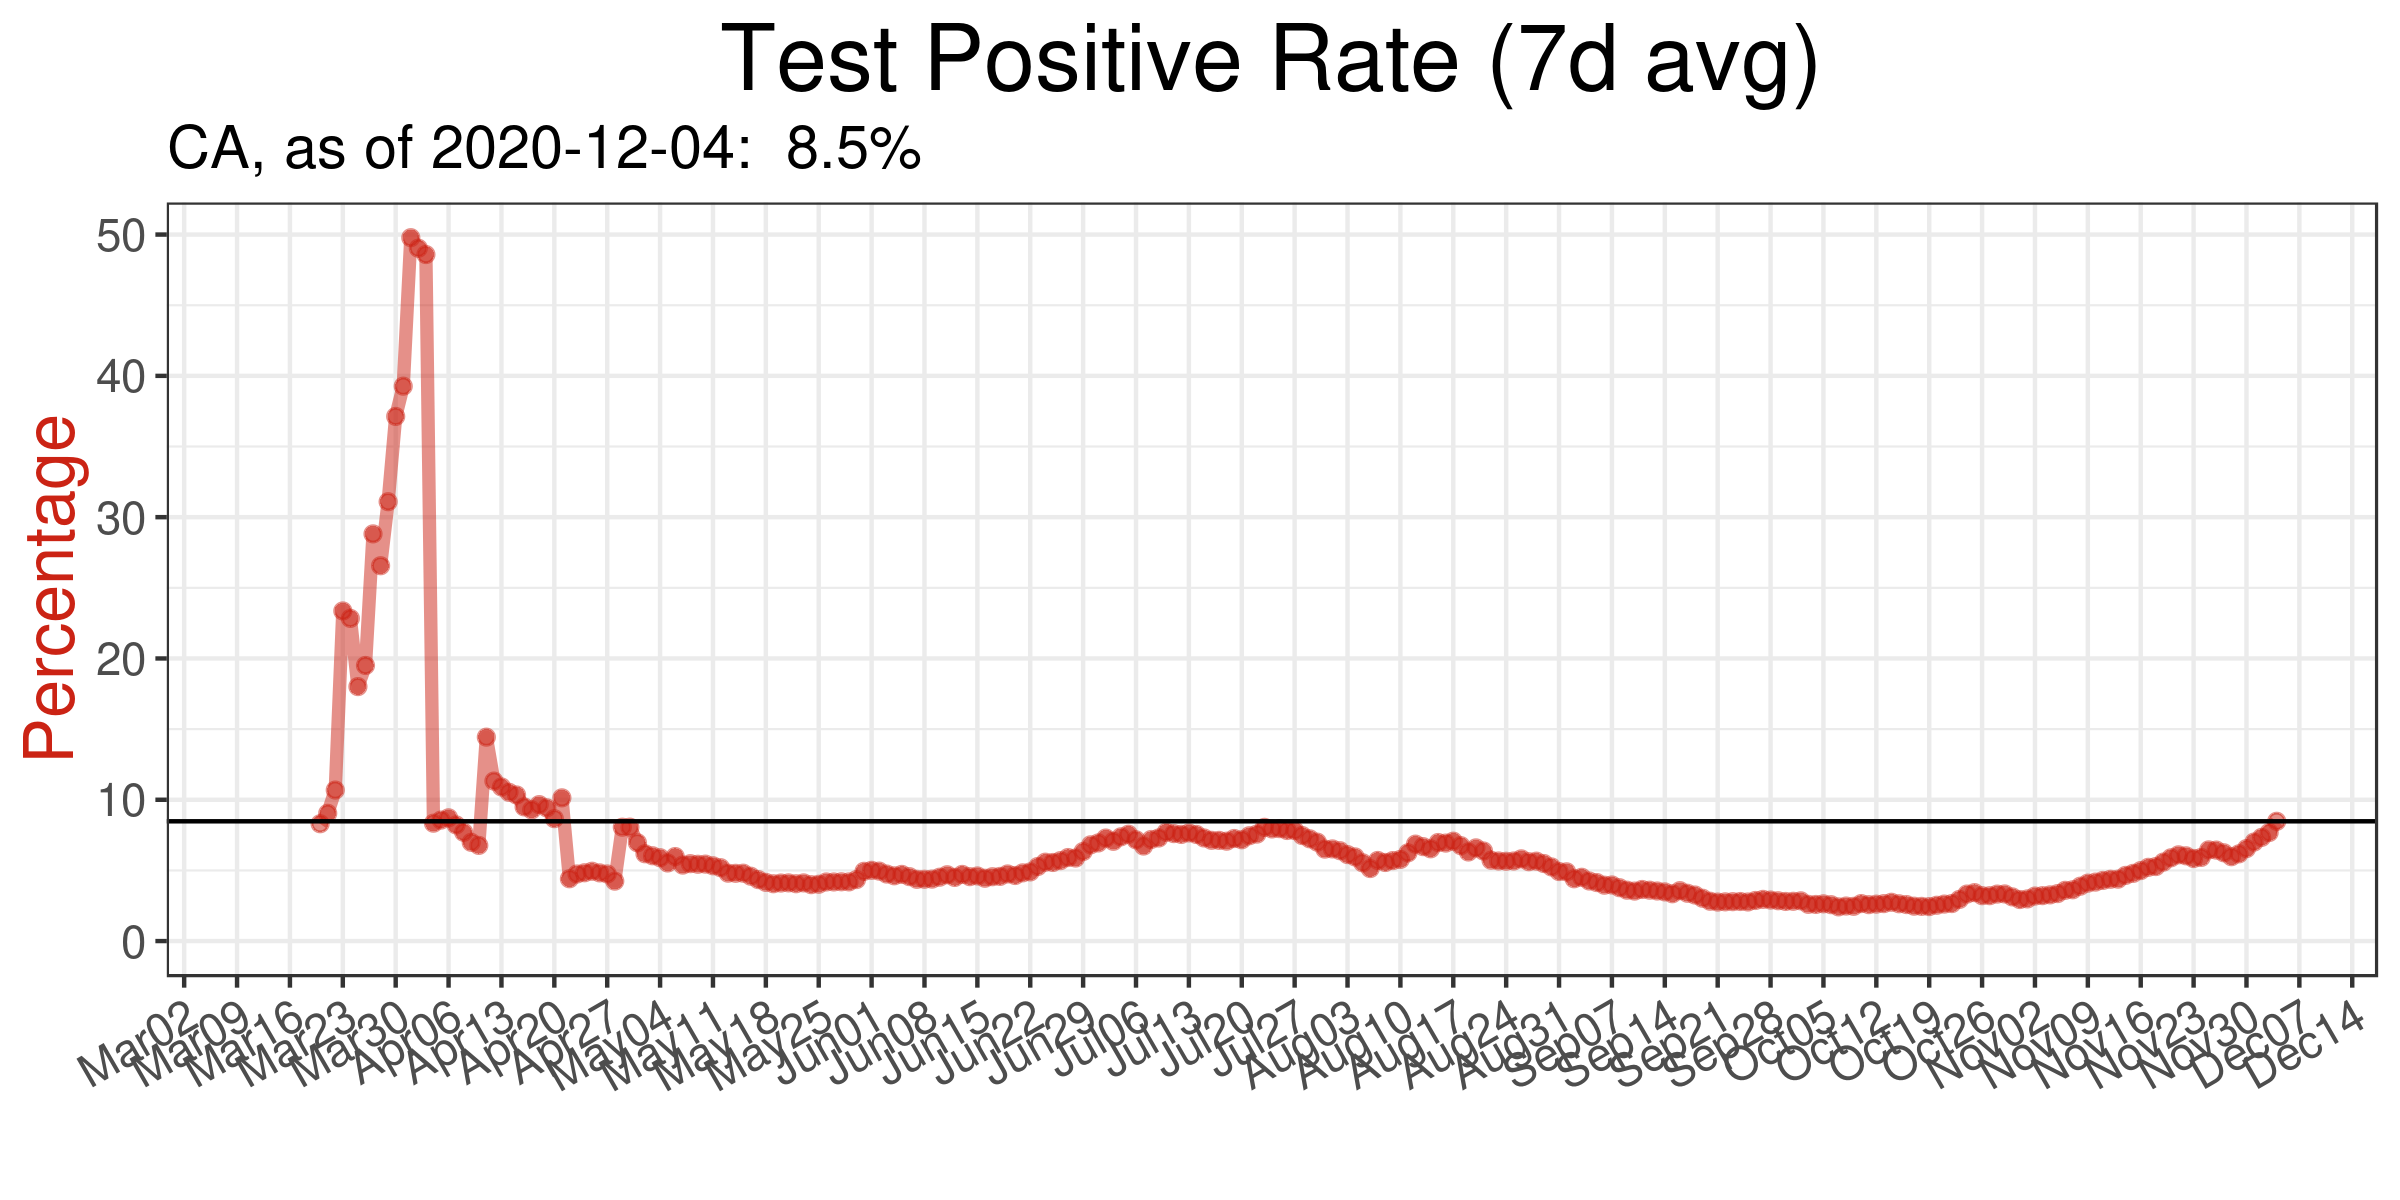 Test Positive Rate (7d avg)
CA, as of 2020-12-04:  8.5%
Percentage
50
40
30
20
10
0
Mar02
Mar09
Mar16
Mar23
Mar30
Apr06
Apr13
Apr20
Apr27
May04
May11
May18
May25
Jun01
Jun08
Jun15
Jun22
Jun29
Jul06
Jul13
Jul20
Jul27
Aug03
Aug10
Aug17
Aug24
Aug31
Sep07
Sep14
Sep21
Sep28
Oct05
Oct12
Oct19
Oct26
Nov02
Nov09
Nov16
Nov23
Nov30
Dec07
Dec14